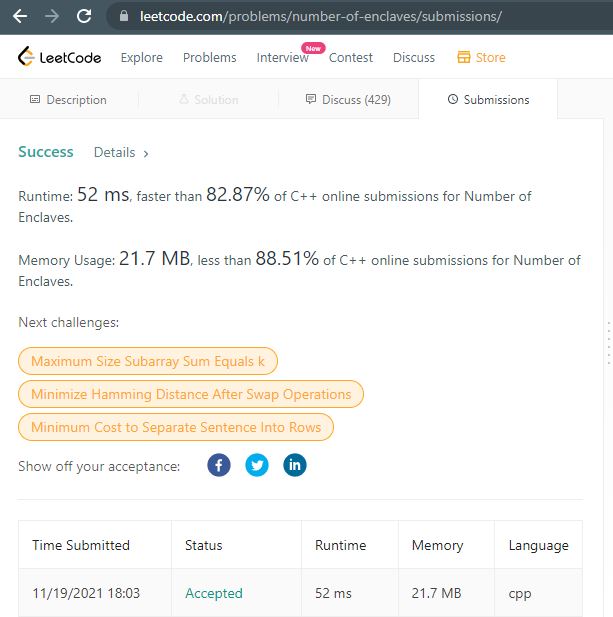 leetcode.com/problems/number-of-enclaves/submissions/
LeetCode Explore Problems Interview New Contest Discuss Store
Description Solution Discuss (429) Submissions
Success Details >
Runtime: 52 ms, faster than 82.87% of C++ online submissions for Number of
Enclaves.
Memory Usage: 21.7 MB, less than 88.51% of C++ online submissions for Number of
Enclaves.
Next challenges:
Maximum Size Subarray Sum Equals k
Minimize Hamming Distance After Swap Operations
Minimum Cost to Separate Sentence Into Rows
Show off your acceptance:
Time Submitted Status Runtime Memory Language
11/19/2021 18:03 Accepted 52 ms 21.7 MB cpp